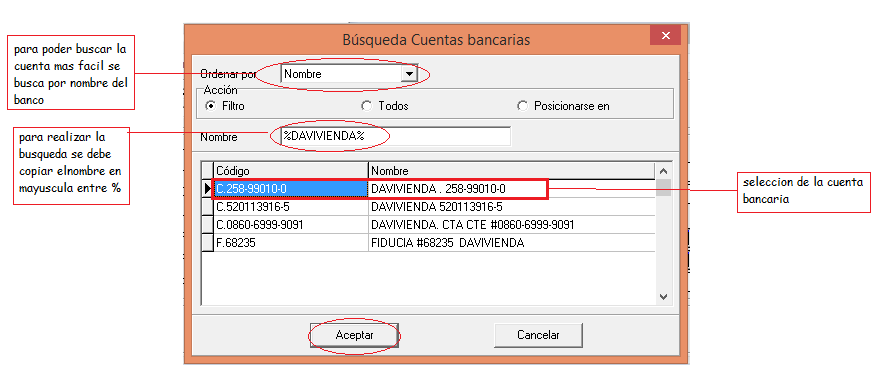 Búsqueda Cuentas bancarias
para poder buscar la
cuenta mas facil se
busca por nombre del
banco
Ordenar por
Nombre
Acción
Filtro
Todos
Posicionarse en
para realizar la
busqueda se debe
copiar elnombre en
mayuscula entre %
Nombre
%DAVIVIENDA%
Código Nombre
C.258-99010-0 DAVIVIENDA . 258-99010-0
C.520113916-5 DAVIVIENDA 520113916-5
C.0860-6999-9091 DAVIVIENDA. CTA CTE #0860-6999-9091
F.68235 FIDUCIA #68235 DAVIVIENDA
seleccion de la cuenta
bancaria
Aceptar
Cancelar